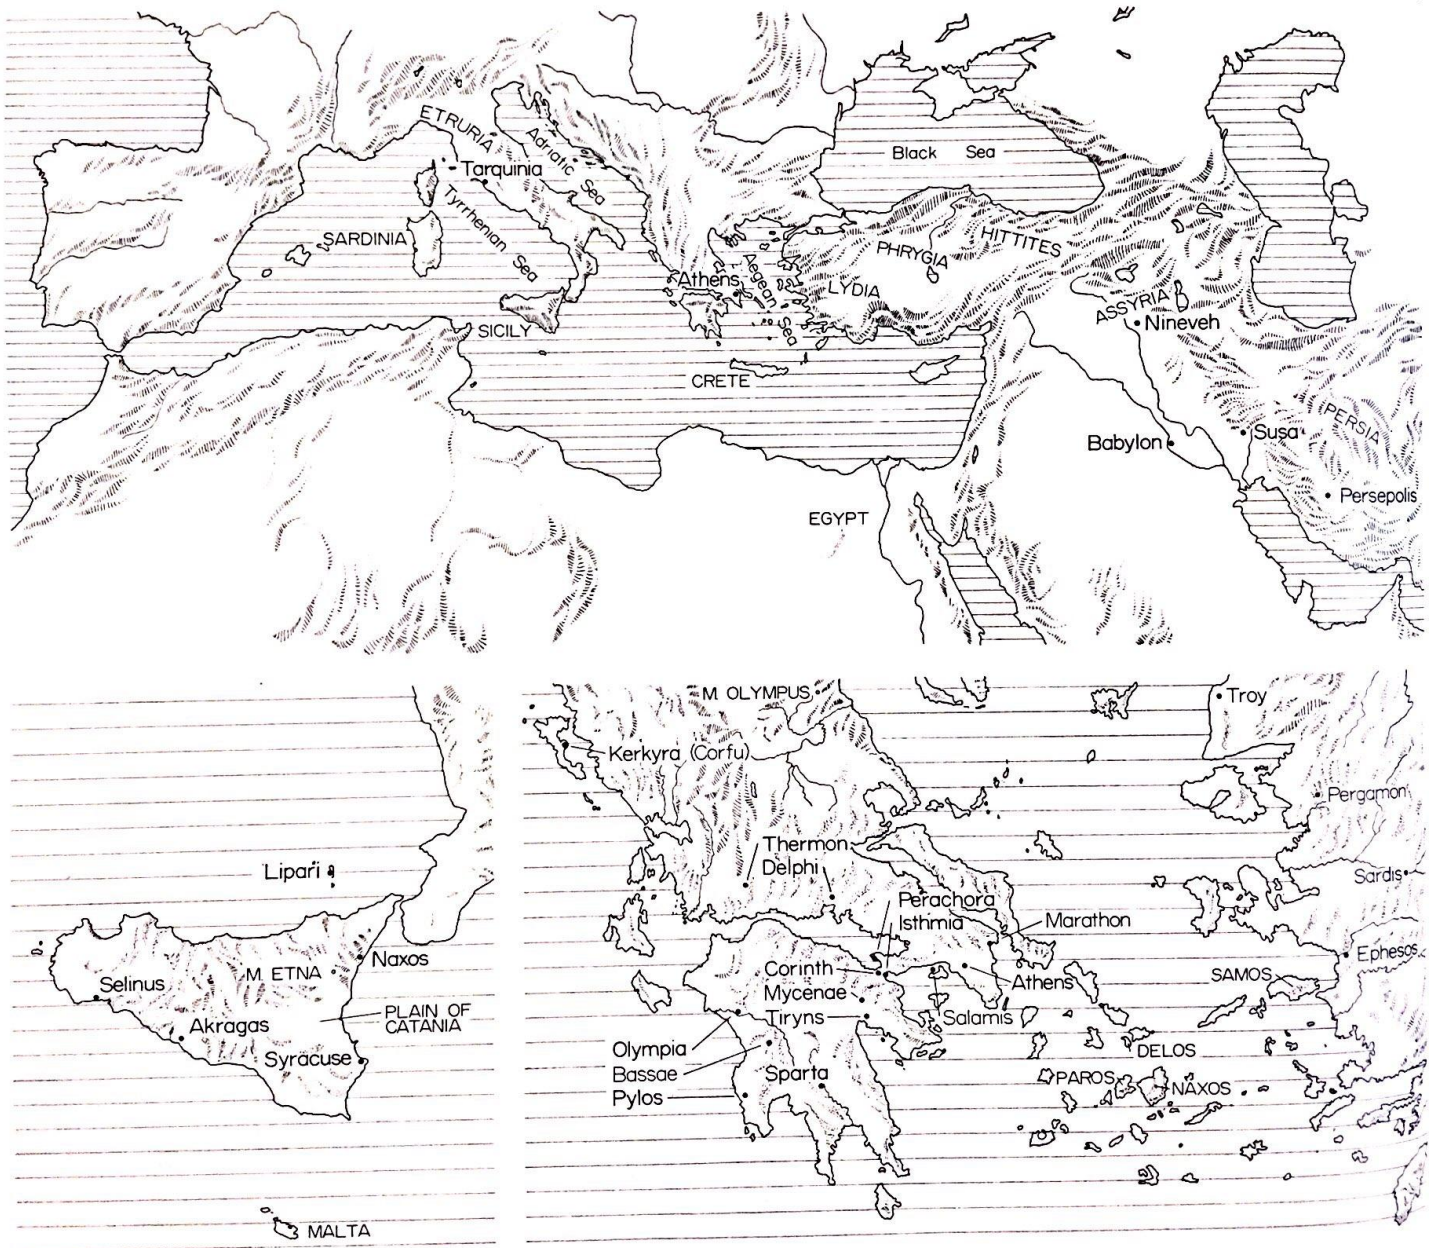 ETRURIA
Adriatic Sea
Black Sea
Tarquinia
Tyrrhenian Sea
SARDINIA
PHRYGIA
HITTITES
Athens
Aegean Sea
LYDIA
ASSYRIA
SICILY
Nineveh
CRETE
PERSIA
Babylon
Susa
Persepolis
EGYPT
M. OLYMPUS
Troy
Kerkyra (Corfu)
Pergamon
Thermon
Delphi
Lipari
Sardis
Perachora
Isthmia
Marathon
Naxos
M. ETNA
Ephesos
Selinus
Corinth
Athens
SAMOS
Mycenae
PLAIN OF
CATANIA
Akragas
Tiryns
Salamis
Syracuse
Olympia
DELOS
Bassae
Sparta
PAROS
NAXOS
Pylos
MALTA